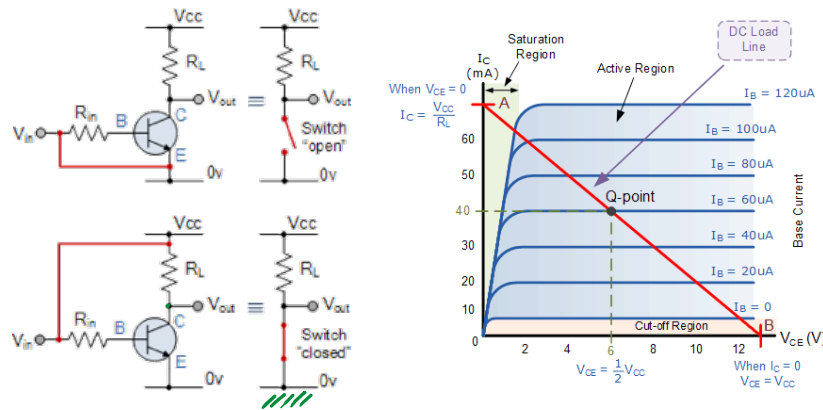 Vcc
Vcc
RL
RL
Vout
≡
Vout
Rin
B
C
E
Vin
Switch
"open"
0v
0v
Vcc
Vcc
RL
RL
Vout
≡
Vout
Rin
B
C
E
Vin
Switch
"closed"
0v
0v
Saturation
Region
DC Load
Line
IC
(mA)
When VCE = 0
IC = VCC
RL
A
Active Region
IB = 120uA
IB = 100uA
IB = 80uA
IB = 60uA
IB = 40uA
IB = 20uA
IB = 0
Q-point
Base Current
60
50
40
30
20
10
0
Cut-off Region
B
VCE (V)
2
4
6
8
10
12
VCE = 1
2 VCC
When IC = 0
VCE = VCC